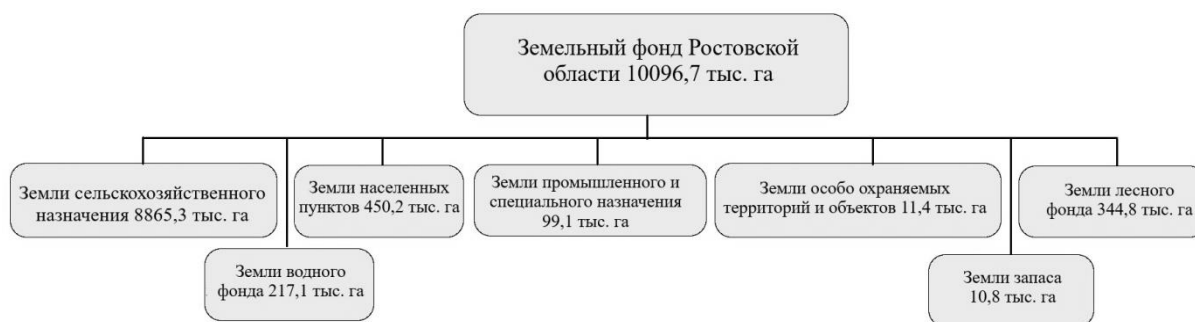 Земельный фонд Ростовской
области 10096,7 тыс. га
Земли сельскохозяйственного
назначения 8865,3 тыс. га
Земли водного
фонда 217,1 тыс. га
Земли населенных
пунктов 450,2 тыс. га
Земли промышленного и
специального назначения
99,1 тыс. га
Земли особо охраняемых
территорий и объектов 11,4 тыс. га
Земли запаса
10,8 тыс. га
Земли лесного
фонда 344,8 тыс. га